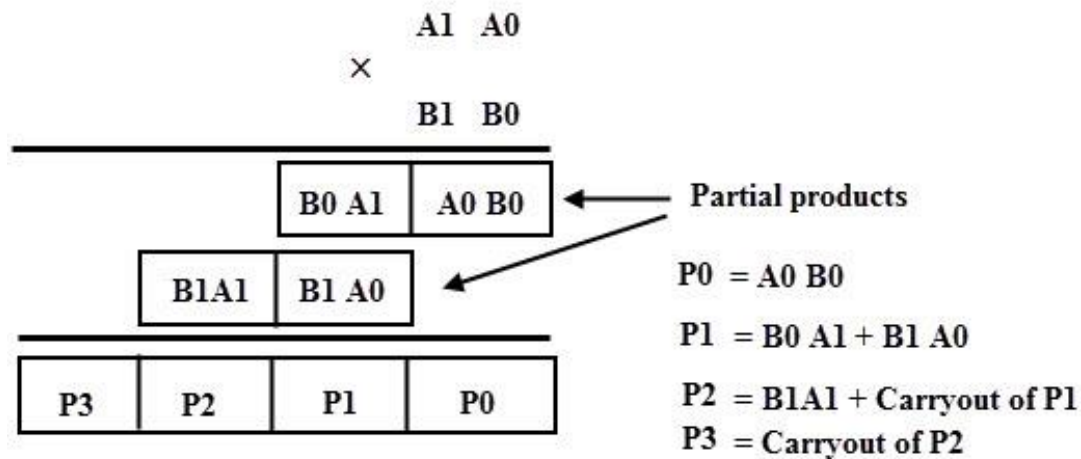 A1 A0
×
B1 B0
B0 A1 A0 B0
Partial products
B1A1 B1 A0
P0 = A0 B0
P1 = B0 A1 + B1 A0
P3 P2 P1 P0
P2 = B1A1 + Carryout of P1
P3 = Carryout of P2